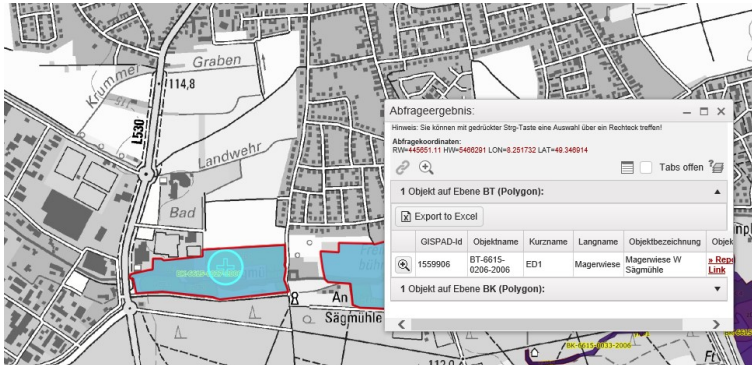 Krummer
Graben
114,8
L530
Landwehr
Bad
An
Sägmühle
112,0
BK-6615-0033-2006
Abfrageergebnis:
Hinweis: Sie können mit gedrückter Strg-Taste eine Auswahl über ein Rechteck treffen!
Abfragekoordinaten:
RW=445651.11 HW=5466291 LON=8.251732 LAT=49.346914
Tabs offen
1 Objekt auf Ebene BT (Polygon):
Export to Excel
GISPAD-Id Objektname Kurzname Langname Objektbezeichnung Objek
1559906 BT-6615-0206-2006 ED1 Magerwiese Magerwiese W Sägmühle » Rep Link
1 Objekt auf Ebene BK (Polygon):